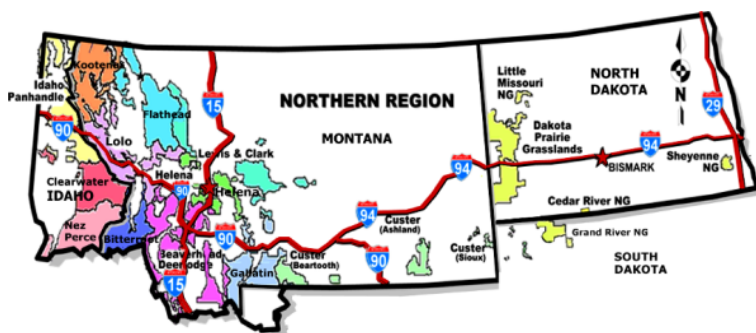 Kootenai
Idaho
Panhandle
90
Flathead
15
Lolo
NORTHERN REGION
MONTANA
Lewis & Clark
Helena
90
Helena
Clearwater
IDAHO
Nez
Perce
Bitterroot
Beaverhead
Deerlodge
15
90
Gallatin
Custer
(Beartooth)
94
Custer
(Ashland)
90
94
Custer
(Sioux)
Little
Missouri
NG
NORTH
DAKOTA
N
29
Dakota
Prairie
Grasslands
94
BISMARK
Sheyenne
NG
Cedar River NG
Grand River NG
SOUTH
DAKOTA